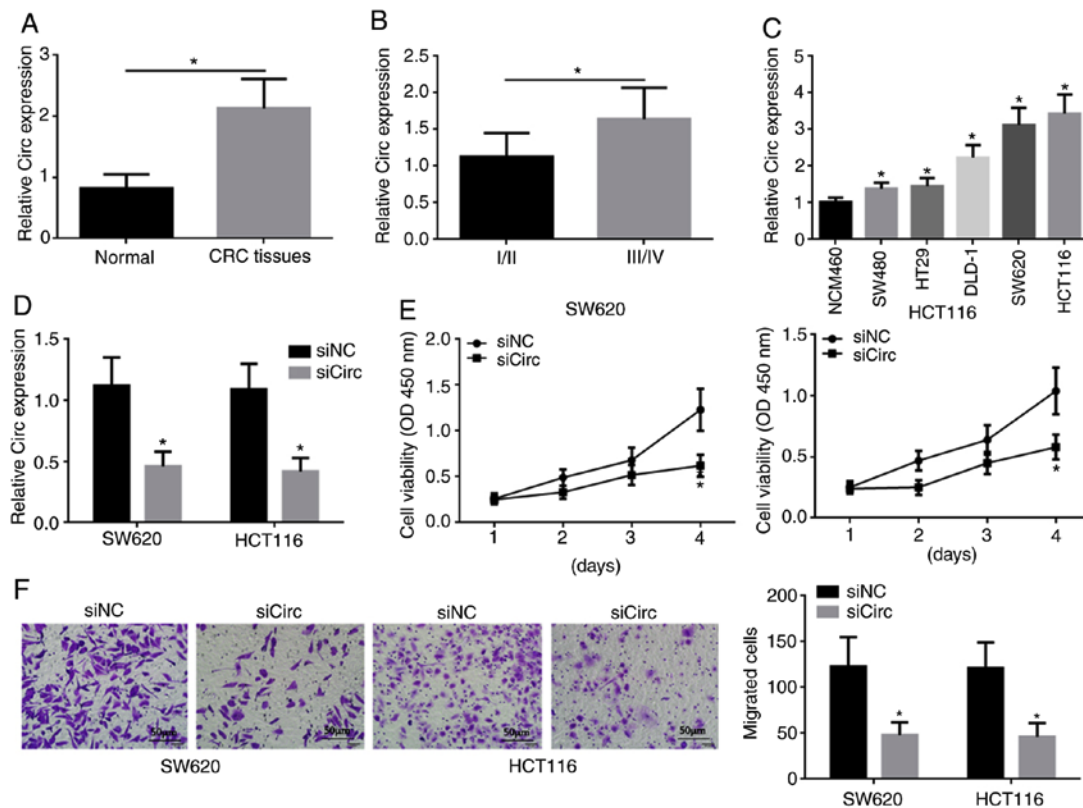 A
Relative Circ expression
3
2
1
0
*
Normal
CRC tissues
B
Relative Circ expression
2.5
2.0
1.5
1.0
0.5
0.0
*
I/II
III/IV
C
Relative Circ expression
5
4
3
2
1
0
*
*
*
*
*
NCM460
SW480
HT29
DLD-1
SW620
HCT116
D
Relative Circ expression
1.5
1.0
0.5
0.0
siNC
siCirc
*
*
SW620
HCT116
E
SW620
siNC
siCirc
Cell viability (OD 450 nm)
2.0
1.5
1.0
0.5
0.0
*
*
1
2
3
4
(days)
HCT116
siNC
siCirc
Cell viability (OD 450 nm)
1.5
1.0
0.5
0.0
*
1
2
3
4
(days)
F
siNC
siCirc
siNC
siCirc
50μm
50μm
50μm
50μm
SW620
HCT116
Migrated cells
200
150
100
50
0
siNC
siCirc
*
*
SW620
HCT116